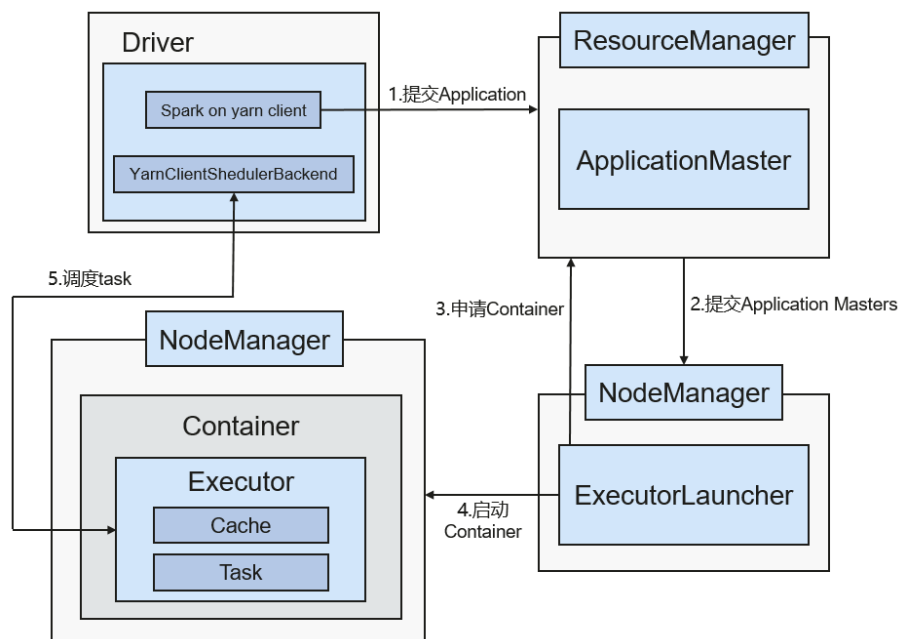 Driver
Spark on yarn client
YarnClientShedulerBackend
1.提交Application
ResourceManager
ApplicationMaster
5.调度task
3.申请Container
2.提交Application Masters
NodeManager
Container
Executor
Cache
Task
4.启动
Container
NodeManager
ExecutorLauncher